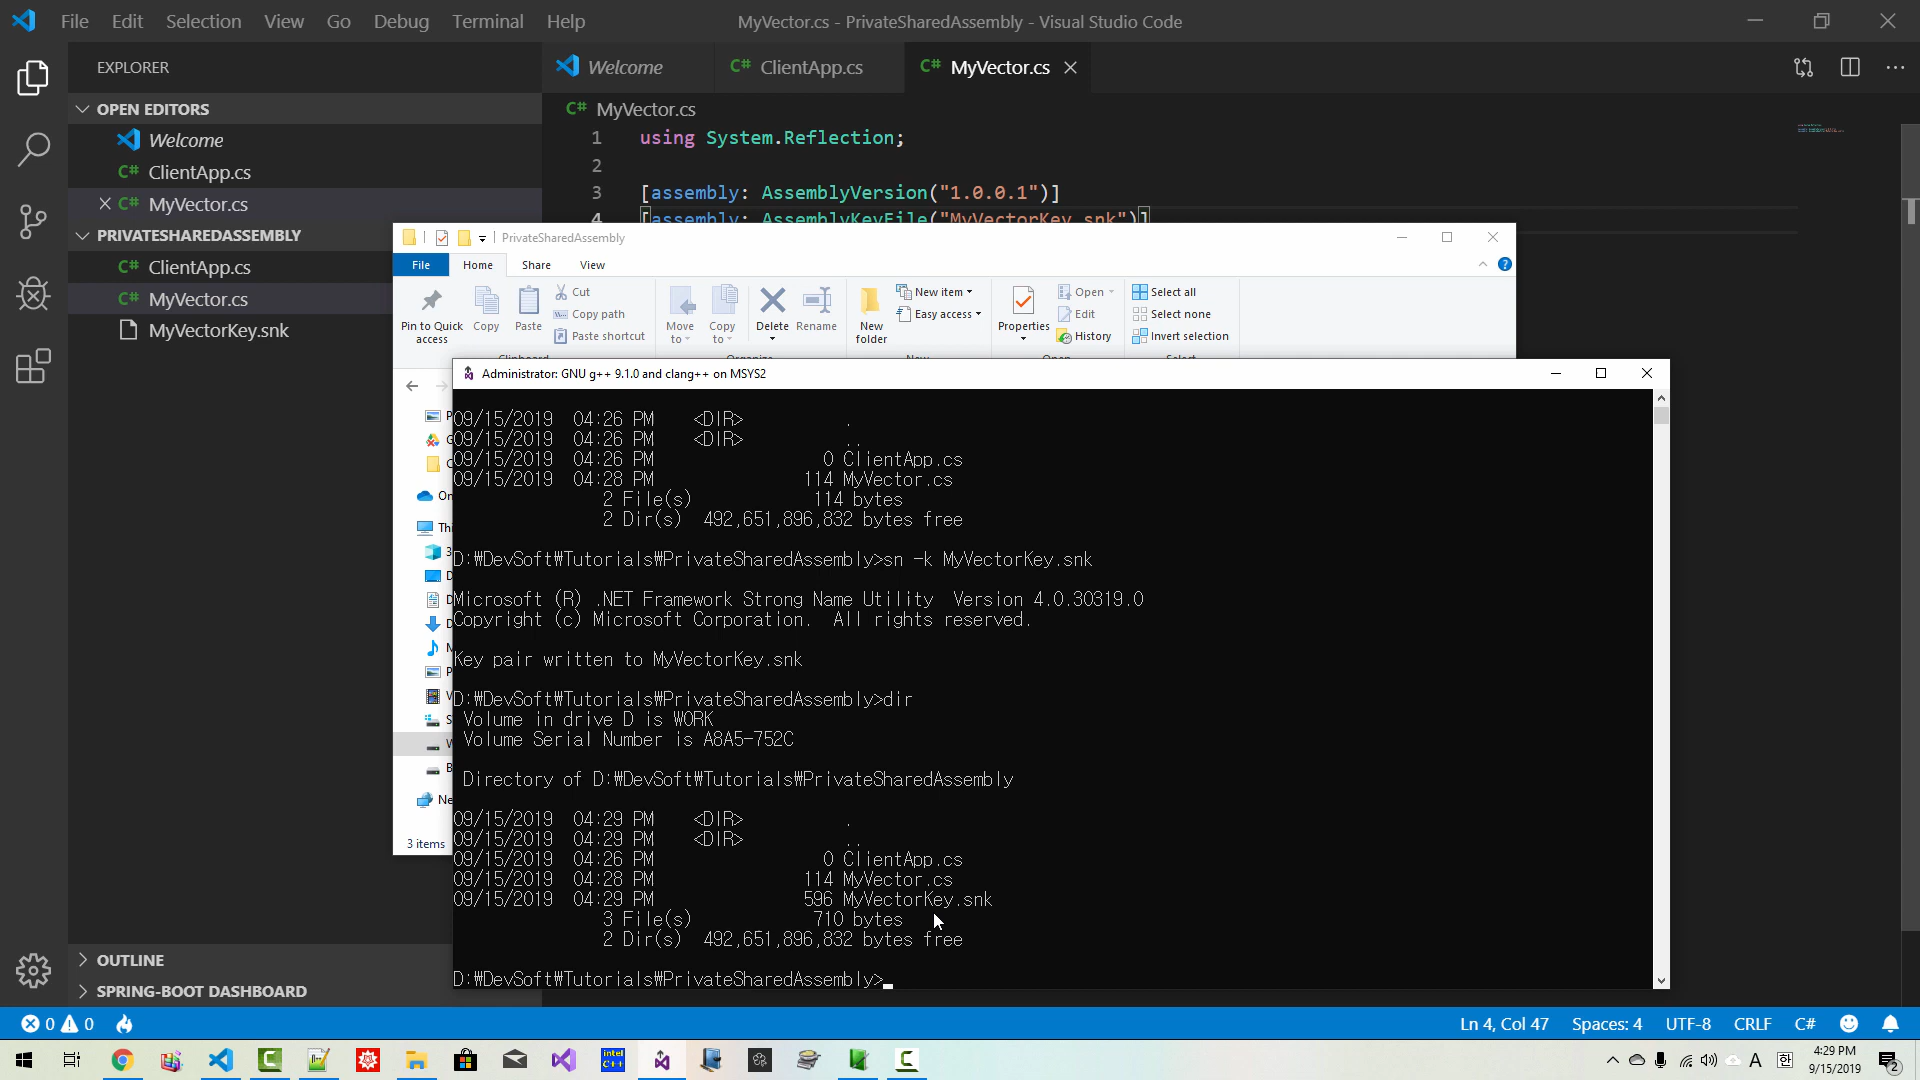 File Edit Selection View Go Debug Terminal Help
MyVector.cs - PrivateSharedAssembly - Visual Studio Code
EXPLORER
OPEN EDITORS
Welcome
ClientApp.cs
MyVector.cs
PRIVATESHAREDASSEMBLY
ClientApp.cs
MyVector.cs
MyVectorKey.snk
OUTLINE
SPRING-BOOT DASHBOARD
Welcome
C# ClientApp.cs
C# MyVector.cs
C# MyVector.cs
1 using System.Reflection;
2
3 [assembly: AssemblyVersion("1.0.0.1")]
4 [assembly: AssemblyKeyFile("MyVectorKey.snk")]
PrivateSharedAssembly
File Home Share View
Pin to Quick access
Copy
Paste
Cut
Copy path
Paste shortcut
Move to
Copy to
Delete
Rename
New folder
New item
Easy access
Properties
Open
Edit
History
Select all
Select none
Invert selection
3 items
Administrator: GNU g++ 9.1.0 and clang++ on MSYS2
09/15/2019 04:26 PM <DIR> .
09/15/2019 04:26 PM <DIR> ..
09/15/2019 04:26 PM 0 ClientApp.cs
09/15/2019 04:28 PM 114 MyVector.cs
2 File(s) 114 bytes
2 Dir(s) 492,651,896,832 bytes free
D:₩DevSoft₩Tutorials₩PrivateSharedAssembly>sn -k MyVectorKey.snk
Microsoft (R) .NET Framework Strong Name Utility Version 4.0.30319.0
Copyright (c) Microsoft Corporation. All rights reserved.
Key pair written to MyVectorKey.snk
D:₩DevSoft₩Tutorials₩PrivateSharedAssembly>dir
Volume in drive D is WORK
Volume Serial Number is A8A5-752C
Directory of D:₩DevSoft₩Tutorials₩PrivateSharedAssembly
09/15/2019 04:29 PM <DIR> .
09/15/2019 04:29 PM <DIR> ..
09/15/2019 04:26 PM 0 ClientApp.cs
09/15/2019 04:28 PM 114 MyVector.cs
09/15/2019 04:29 PM 596 MyVectorKey.snk
3 File(s) 710 bytes
2 Dir(s) 492,651,896,832 bytes free
D:₩DevSoft₩Tutorials₩PrivateSharedAssembly>
0 0
Ln 4, Col 47 Spaces: 4 UTF-8 CRLF C#
A 한
4:29 PM
9/15/2019
2